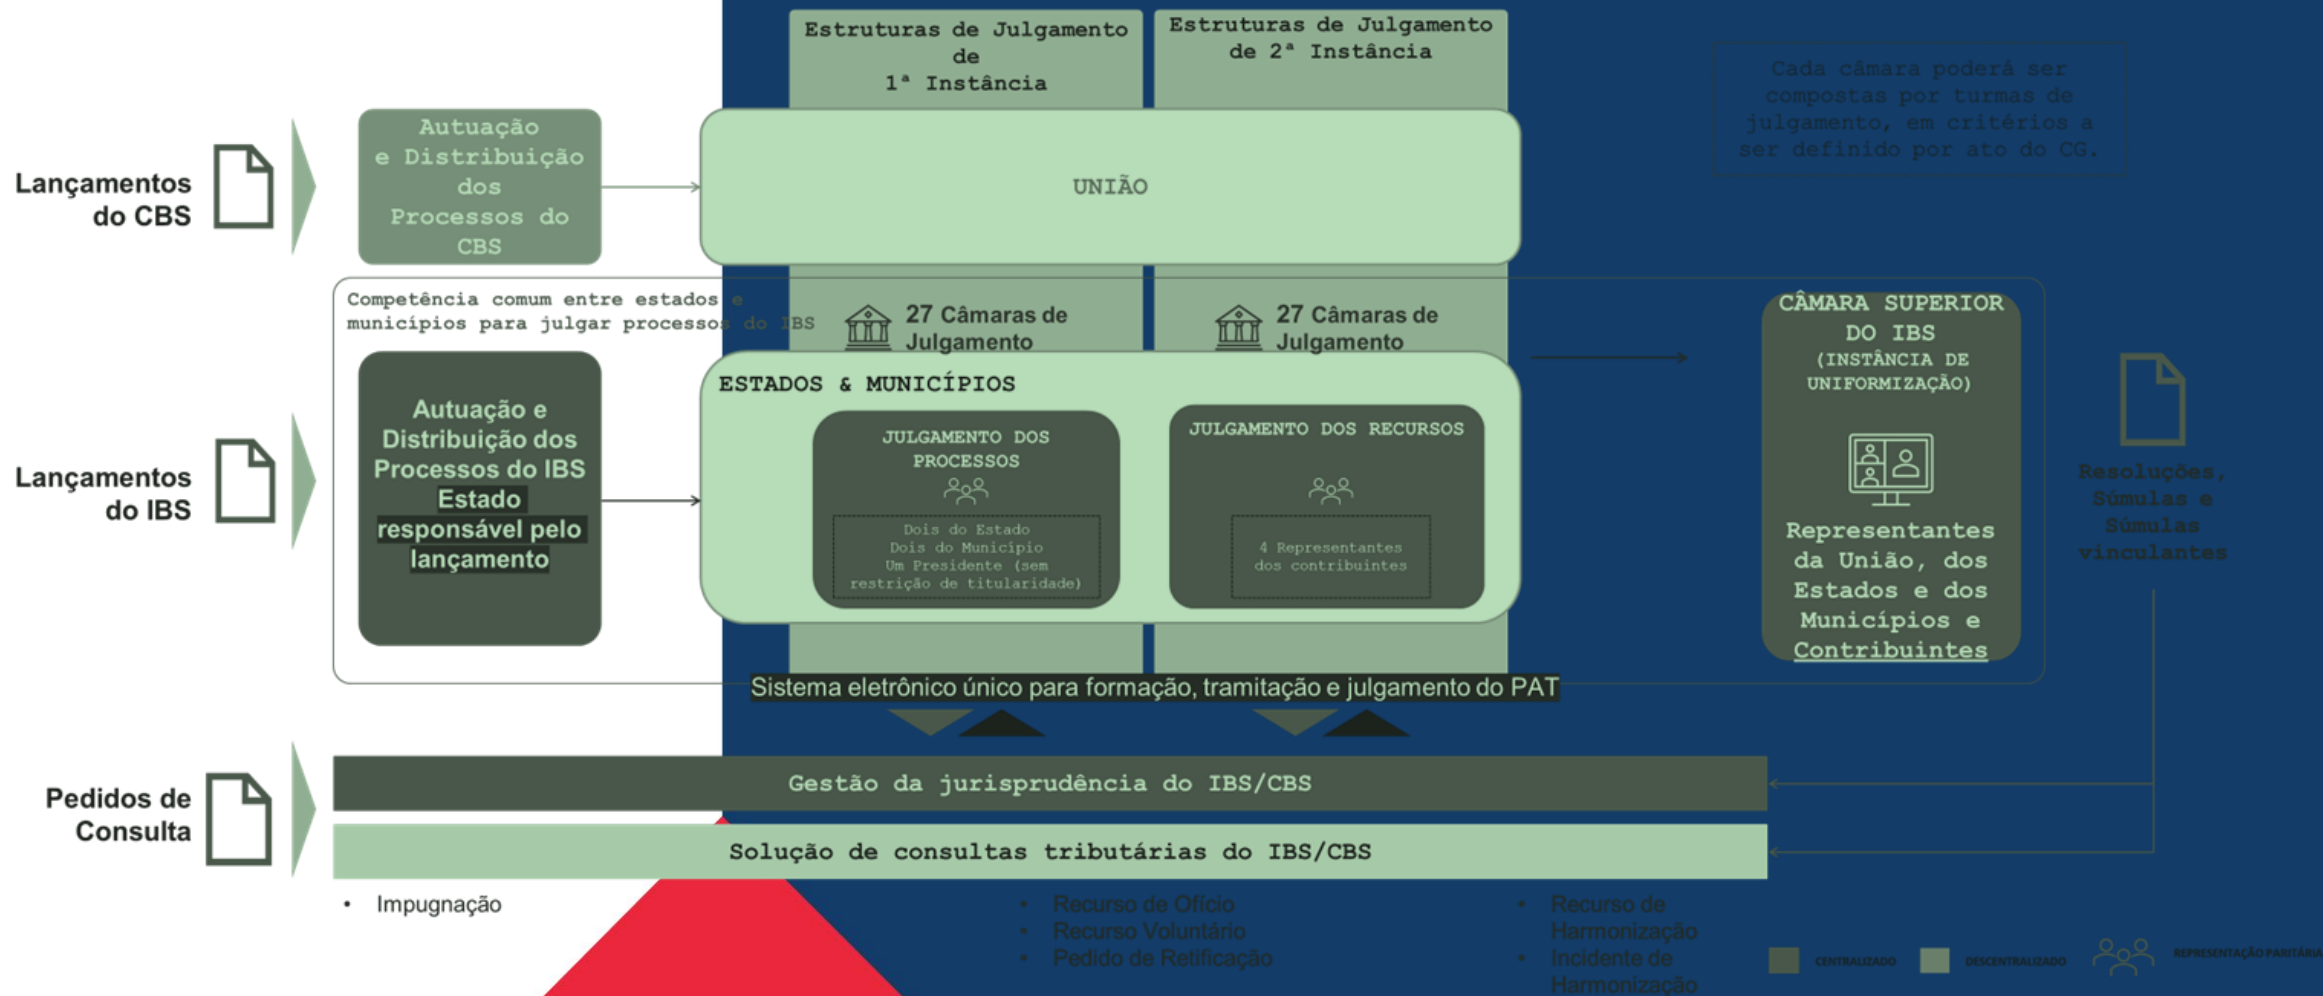 Estruturas de Julgamento
de
1ª Instância
Estruturas de Julgamento
de 2ª Instância
Cada câmara poderá ser
compostas por turmas de
julgamento, em critérios a
ser definido por ato do CG.
Lançamentos
do CBS
Autuação
e Distribuição
dos
Processos do
CBS
UNIÃO
Competência comum entre estados e
municípios para julgar processos do IBS
27 Câmaras de
Julgamento
27 Câmaras de
Julgamento
Lançamentos
do IBS
Autuação e
Distribuição dos
Processos do IBS
Estado
responsável pelo
lançamento
ESTADOS & MUNICÍPIOS
JULGAMENTO DOS
PROCESSOS
Dois do Estado
Dois do Município
Um Presidente (sem
restrição de titularidade)
JULGAMENTO DOS RECURSOS
4 Representantes
dos contribuintes
CÂMARA SUPERIOR
DO IBS
(INSTÂNCIA DE
UNIFORMIZAÇÃO)
Representantes
da União, dos
Estados e dos
Municípios e
Contribuintes
Resoluções,
Súmulas e
Súmulas
vinculantes
Sistema eletrônico único para formação, tramitação e julgamento do PAT
Pedidos de
Consulta
Gestão da jurisprudência do IBS/CBS
Solução de consultas tributárias do IBS/CBS
• Impugnação
• Recurso de Ofício
• Recurso Voluntário
• Pedido de Retificação
• Recurso de
Harmonização
• Incidente de
Harmonização
CENTRALIZADO
DESCENTRALIZADO
REPRESENTAÇÃO PARITÁRIA